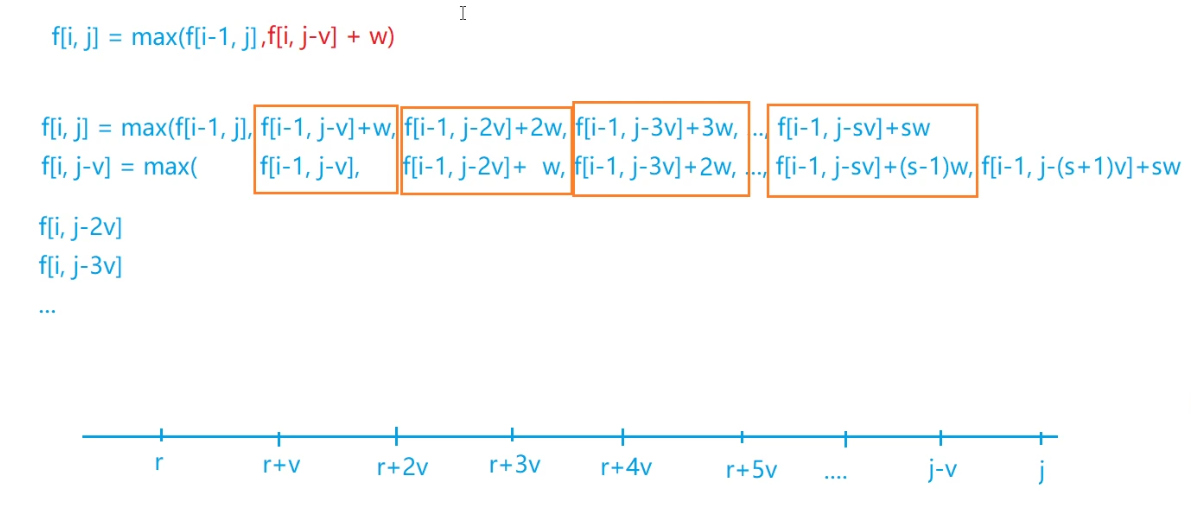 f[i, j] = max(f[i-1, j],f[i, j-v] + w)
f[i, j] = max(f[i-1, j], f[i-1, j-v]+w, f[i-1, j-2v]+2w, f[i-1, j-3v]+3w, ..., f[i-1, j-sv]+sw
f[i, j-v] = max( f[i-1, j-v], f[i-1, j-2v]+ w, f[i-1, j-3v]+2w, ..., f[i-1, j-sv]+(s-1)w, f[i-1, j-(s+1)v]+sw
f[i, j-2v]
f[i, j-3v]
...
r r+v r+2v r+3v r+4v r+5v .... j-v j